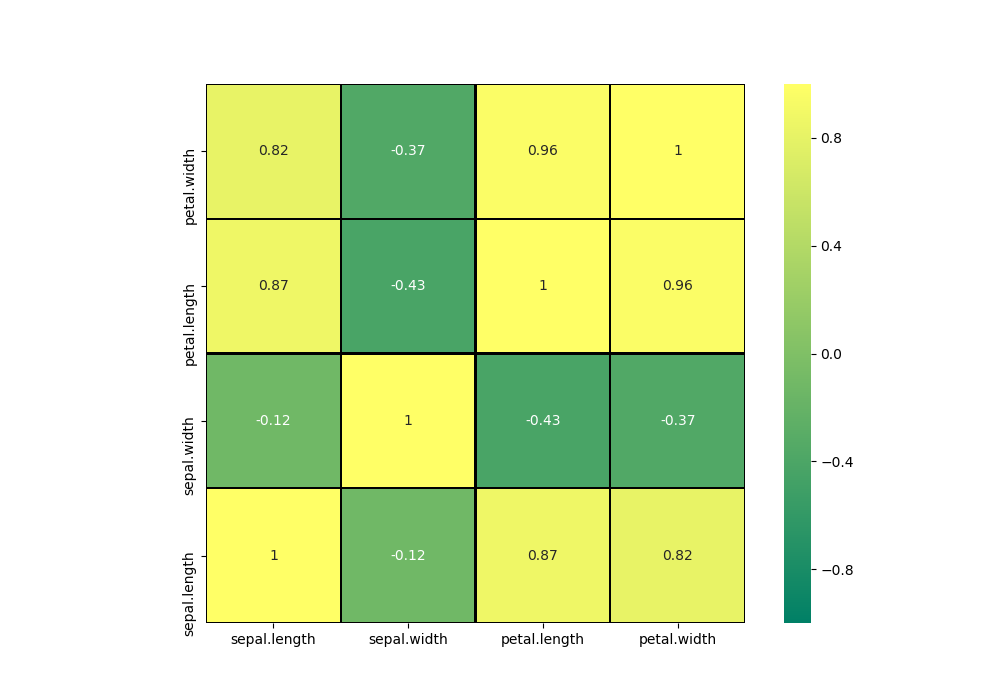 petal.width 0.82 -0.37 0.96 1
petal.length 0.87 -0.43 1 0.96
sepal.width -0.12 1 -0.43 -0.37
sepal.length 1 -0.12 0.87 0.82
sepal.length sepal.width petal.length petal.width
0.8
0.4
0.0
−0.4
−0.8